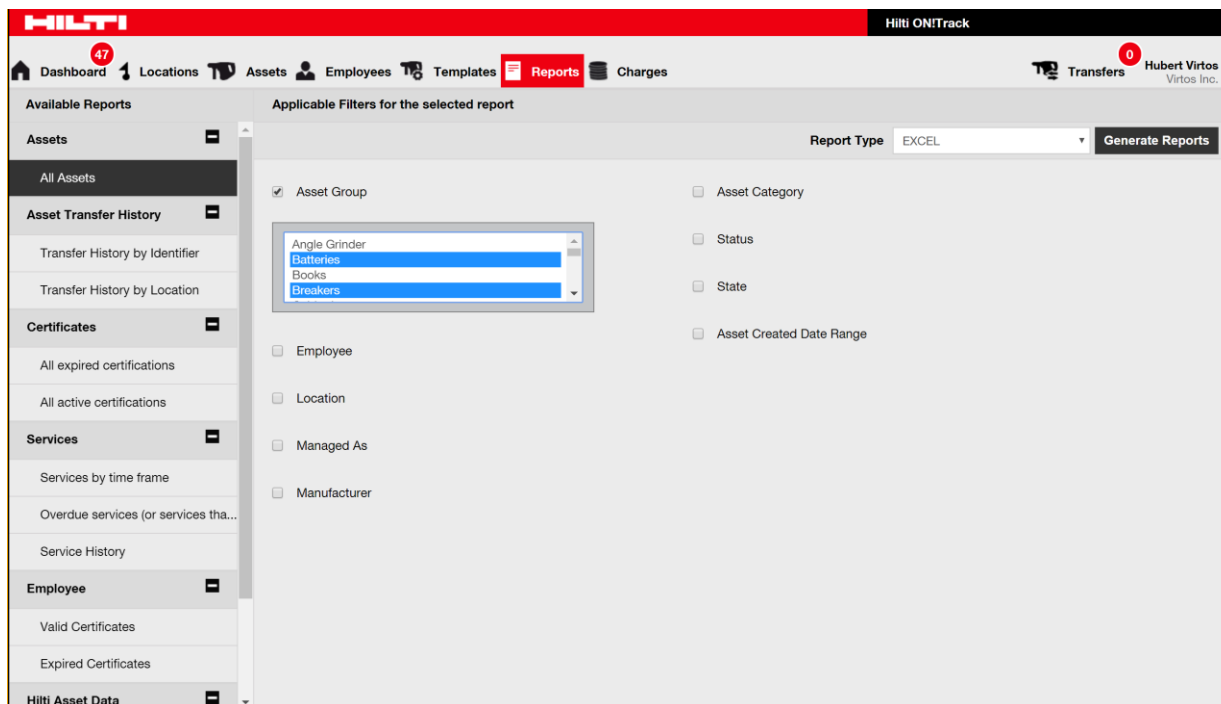 HILTI
Hilti ON!Track
47
0
Dashboard Locations Assets Employees Templates Reports Charges Transfers Hubert Virtos
Virtos Inc.
Available Reports
Applicable Filters for the selected report
Assets
Report Type EXCEL Generate Reports
All Assets
Asset Transfer History
Transfer History by Identifier
Transfer History by Location
Certificates
All expired certifications
All active certifications
Services
Services by time frame
Overdue services (or services tha...
Service History
Employee
Valid Certificates
Expired Certificates
Hilti Asset Data
Asset Group
Angle Grinder
Batteries
Books
Breakers
Employee
Location
Managed As
Manufacturer
Asset Category
Status
State
Asset Created Date Range